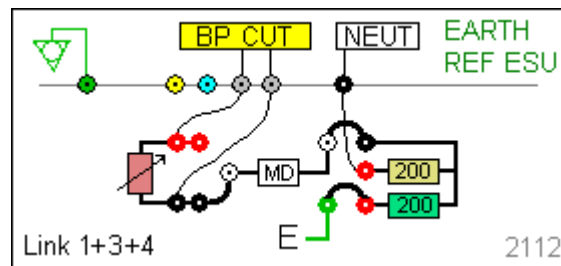 BP CUT
NEUT
EARTH
REF ESU
MD
200
200
E
Link 1+3+4
2112